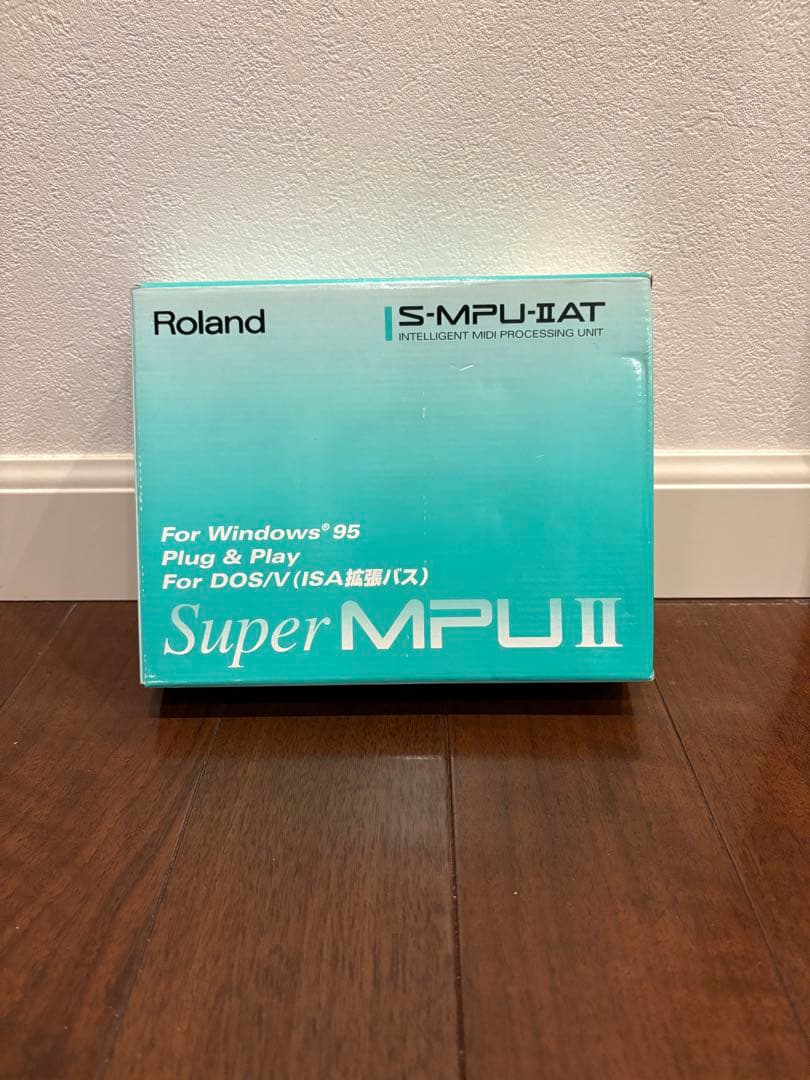 Roland
S-MPU-ⅡAT
INTELLIGENT MIDI PROCESSING UNIT
For Windows® 95
Plug & Play
For DOS/V (ISA拡張バス)
Super MPU Ⅱ